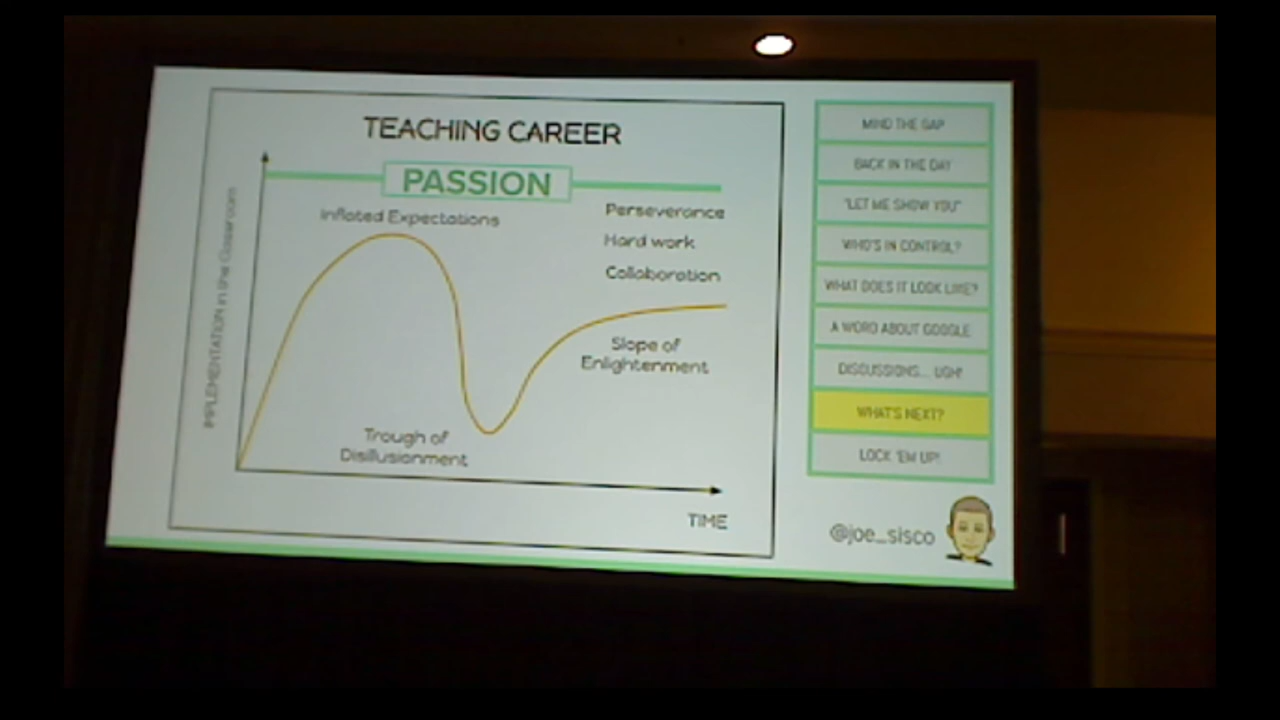 TEACHING CAREER
PASSION
Inflated Expectations
Perseverance
Hard work
Collaboration
Slope of
Enlightenment
Trough of
Disillusionment
IMPLEMENTATION in the Classroom
TIME
MIND THE GAP
BACK IN THE DAY
"LET ME SHOW YOU"
WHO'S IN CONTROL?
WHAT DOES IT LOOK LIKE?
A WORD ABOUT GOOGLE
DISCUSSIONS... UGH!
WHAT'S NEXT?
LOCK 'EM UP!
@joe_sisco